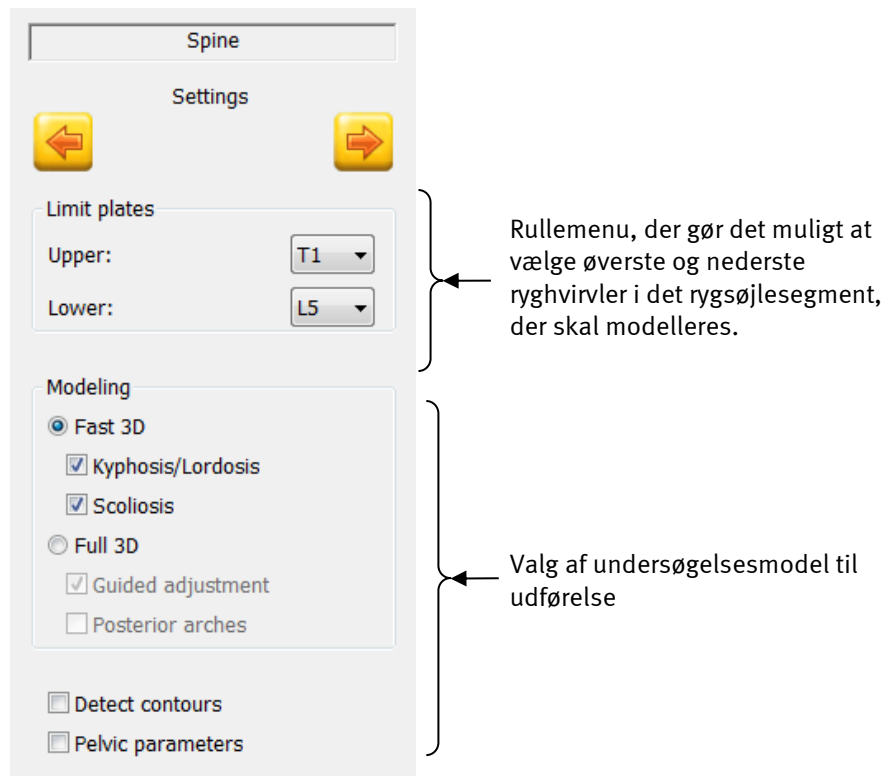 Spine
Settings
Limit plates
Upper: T1
Lower: L5
Rullemenu, der gør det muligt at
vælge øverste og nederste
ryghvirvler i det rygsøjlesegment,
der skal modelleres.
Modeling
Fast 3D
Kyphosis/Lordosis
Scoliosis
Full 3D
Guided adjustment
Posterior arches
Detect contours
Pelvic parameters
Valg af undersøgelsesmodel til
udførelse